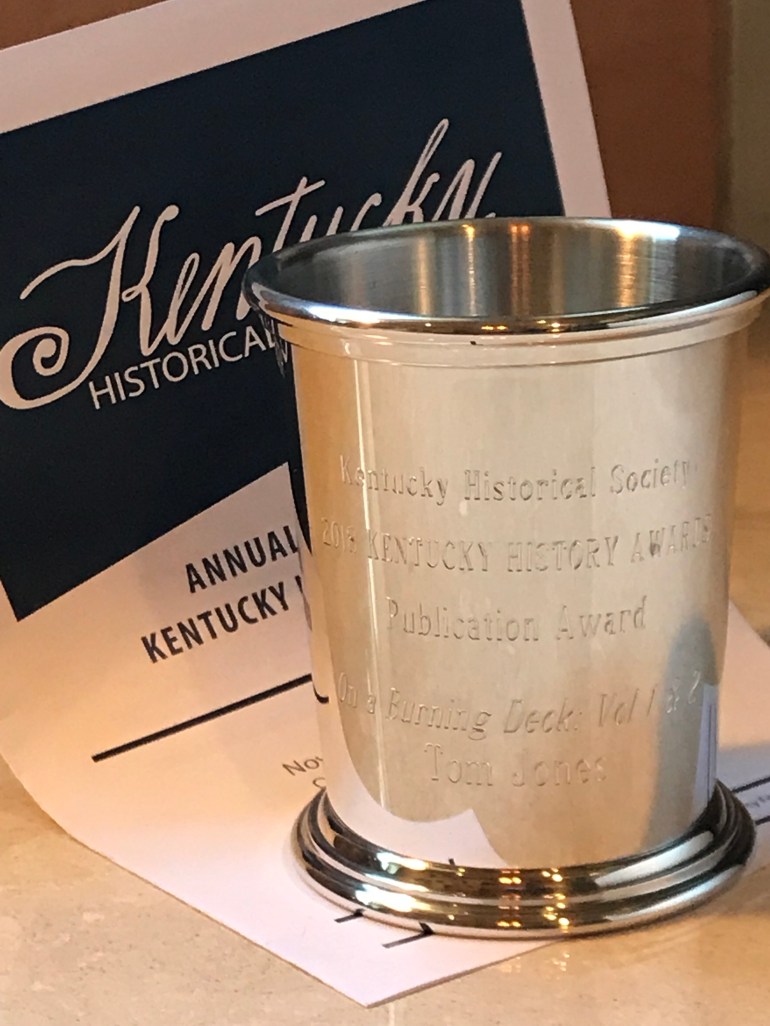 Kentucky
HISTORICAL
ANNUAL
KENTUCKY
Kentucky Historical Society
KENTUCKY HISTORY AWARDS
Publication Award
On a Burning Deck: Vol 1 & 2
Tom Jones